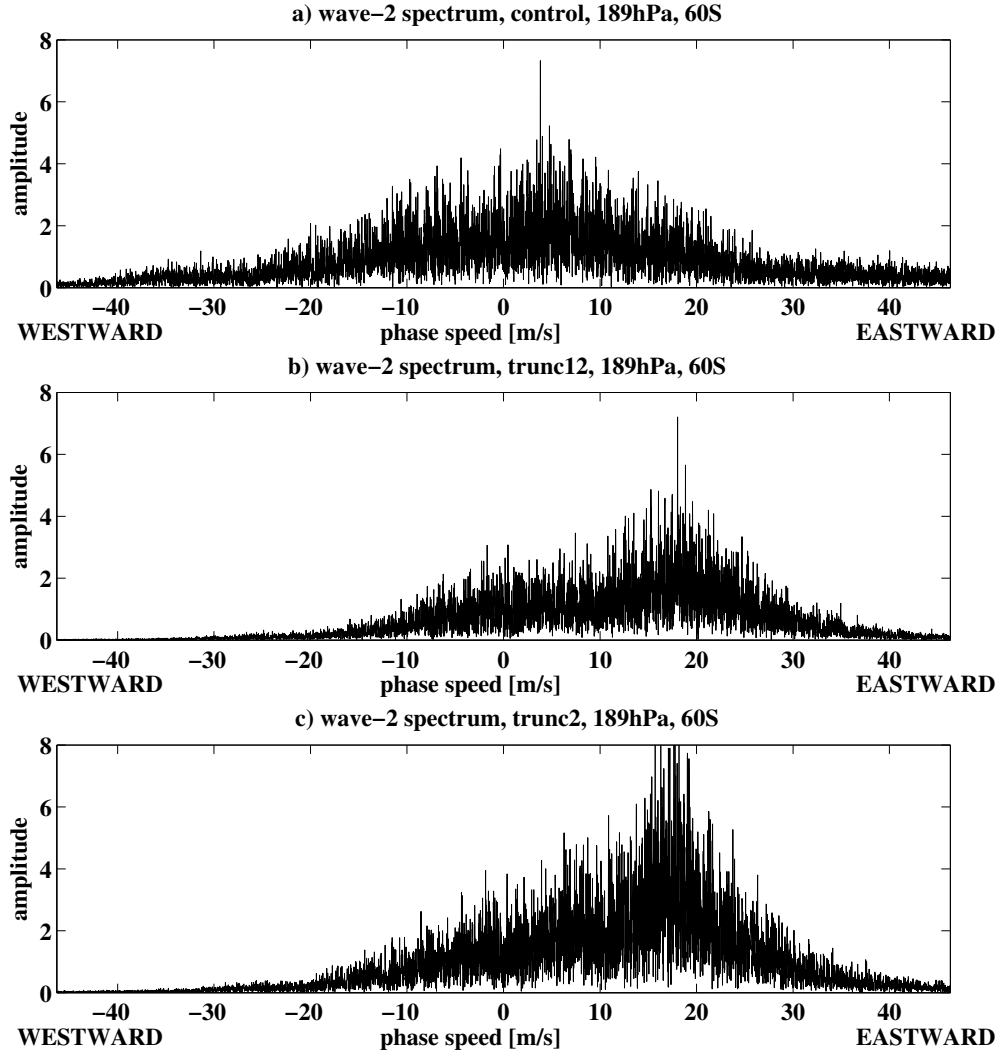 a) wave−2 spectrum, control, 189hPa, 60S
8
6
4
2
0
amplitude
−40 −30 −20 −10 0 10 20 30 40
WESTWARD phase speed [m/s] EASTWARD
b) wave−2 spectrum, trunc12, 189hPa, 60S
8
6
4
2
0
amplitude
−40 −30 −20 −10 0 10 20 30 40
WESTWARD phase speed [m/s] EASTWARD
c) wave−2 spectrum, trunc2, 189hPa, 60S
8
6
4
2
0
amplitude
−40 −30 −20 −10 0 10 20 30 40
WESTWARD phase speed [m/s] EASTWARD